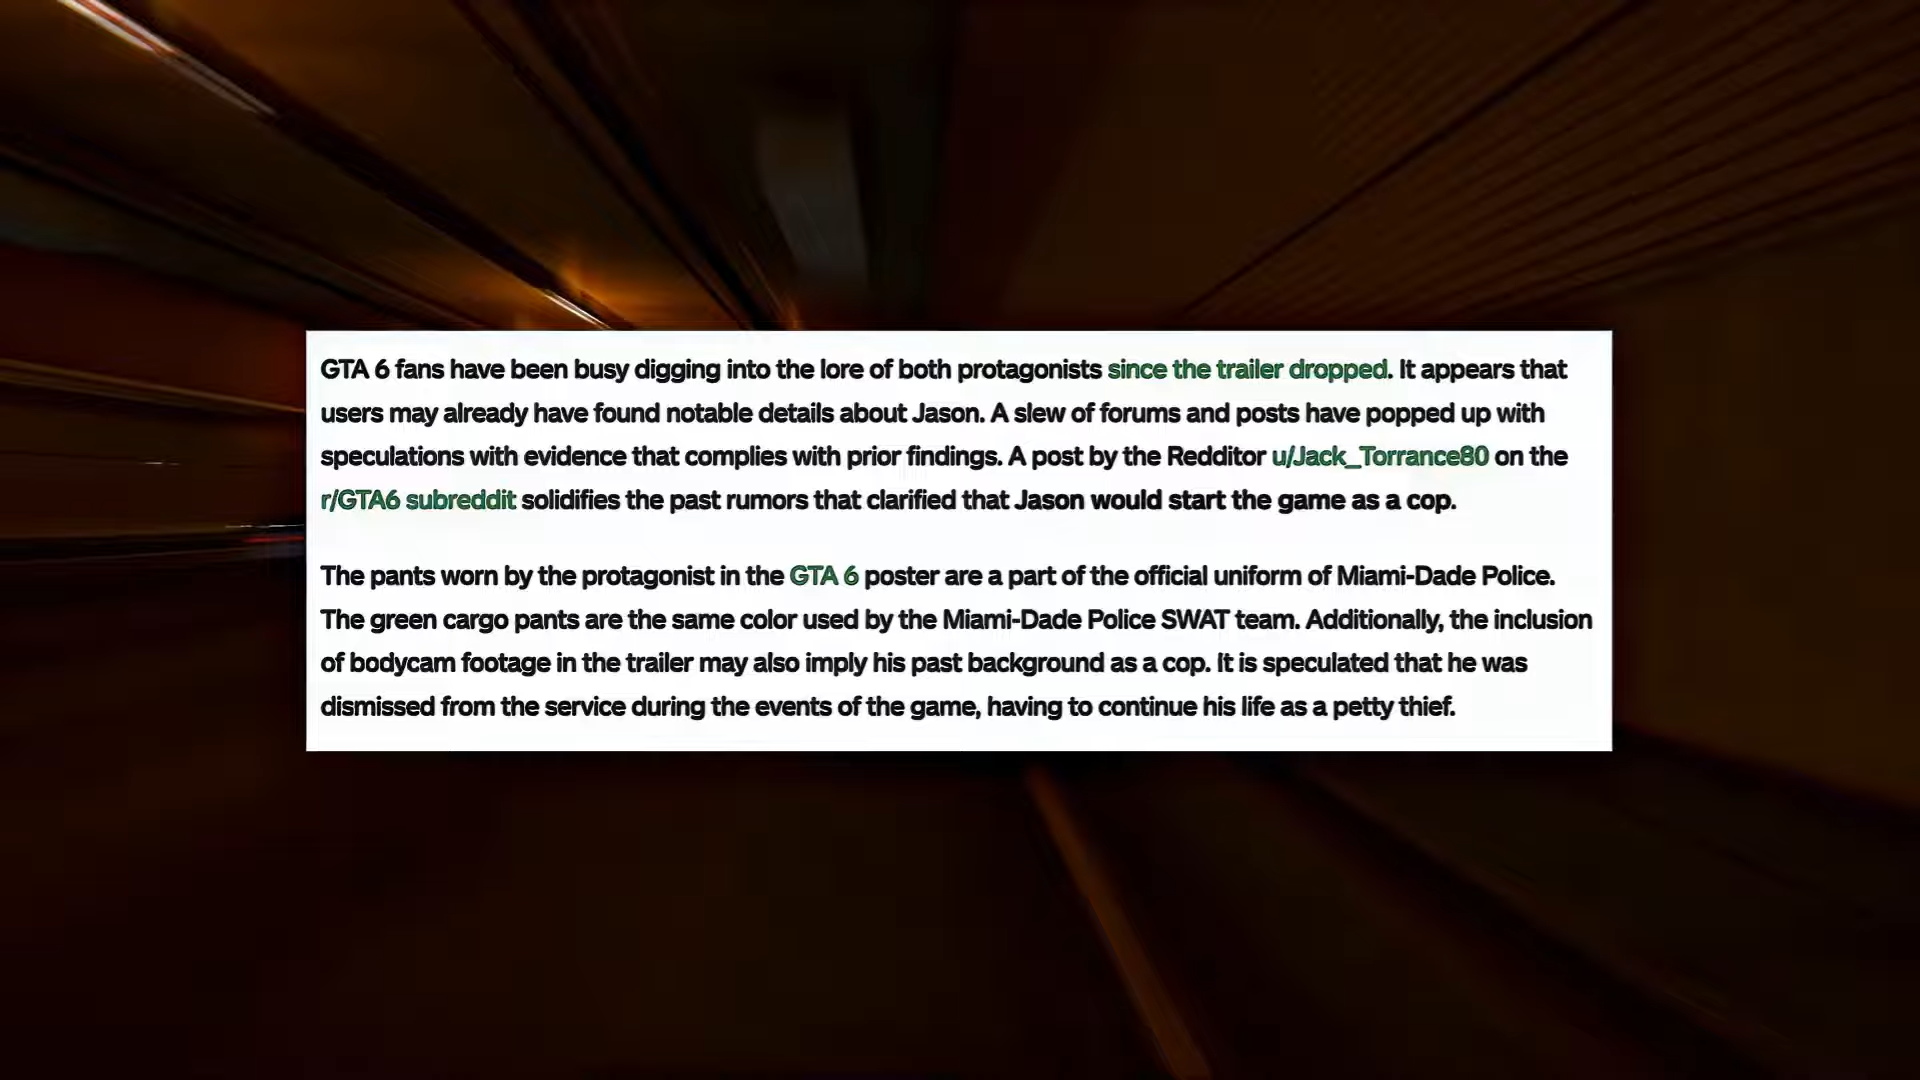 GTA 6 fans have been busy digging into the lore of both protagonists since the trailer dropped. It appears that
users may already have found notable details about Jason. A slew of forums and posts have popped up with
speculations with evidence that complies with prior findings. A post by the Redditor u/Jack_Torrance80 on the
r/GTA6 subreddit solidifies the past rumors that clarified that Jason would start the game as a cop.
The pants worn by the protagonist in the GTA 6 poster are a part of the official uniform of Miami-Dade Police.
The green cargo pants are the same color used by the Miami-Dade Police SWAT team. Additionally, the inclusion
of bodycam footage in the trailer may also imply his past background as a cop. It is speculated that he was
dismissed from the service during the events of the game, having to continue his life as a petty thief.